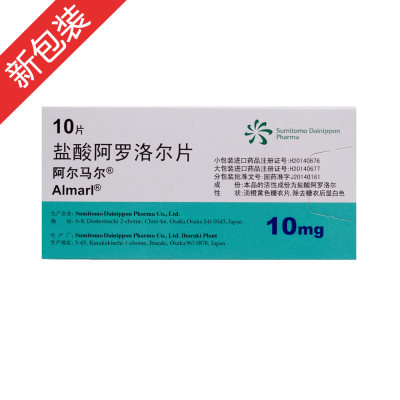 新包装
10片
盐酸阿罗洛尔片
阿尔马尔®
Almarl®
Sumitomo Dainippon
Pharma
小包装进口药品注册证号:H20140676
大包装进口药品注册证号:H20140677
分包装批准文号:国药准字J20140161
成 份:本品的活性成份为盐酸阿罗洛尔
性 状:淡橙黄色糖衣片,除去糖衣后显白色
生产企业:Sumitomo Dainippon Pharma Co., Ltd.
地 址:6-8, Doshomachi 2-chome, Chuo-ku, Osaka 541-0045, Japan
生 产 厂:Sumitomo Dainippon Pharma Co., Ltd. Ibaraki Plant
生产地址:3-45, Kurakakiuchi 1-chome, Ibaraki, Osaka 567-0878, Japan
10mg